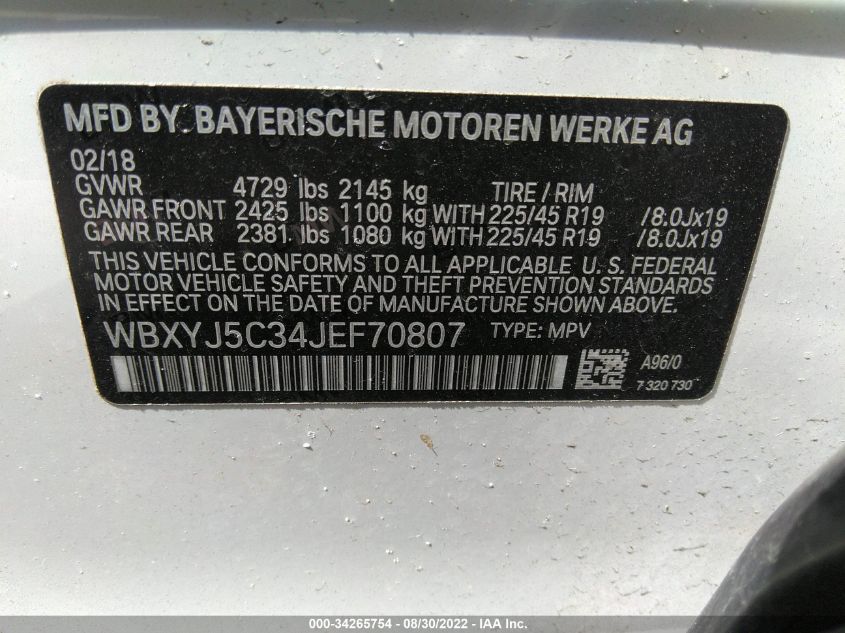 MFD BY BAYERISCHE MOTOREN WERKE AG
02/18
GVWR 4729 lbs 2145 kg TIRE / RIM
GAWR FRONT 2425 lbs 1100 kg WITH 225/45 R19 /8.0Jx19
GAWR REAR 2381 lbs 1080 kg WITH 225/45 R19 /8.0Jx19
THIS VEHICLE CONFORMS TO ALL APPLICABLE U. S. FEDERAL
MOTOR VEHICLE SAFETY AND THEFT PREVENTION STANDARDS
IN EFFECT ON THE DATE OF MANUFACTURE SHOWN ABOVE.
WBXYJ5C34JEF70807 TYPE: MPV
A96/0
7 320 730
000-34265754 - 08/30/2022 - IAA Inc.